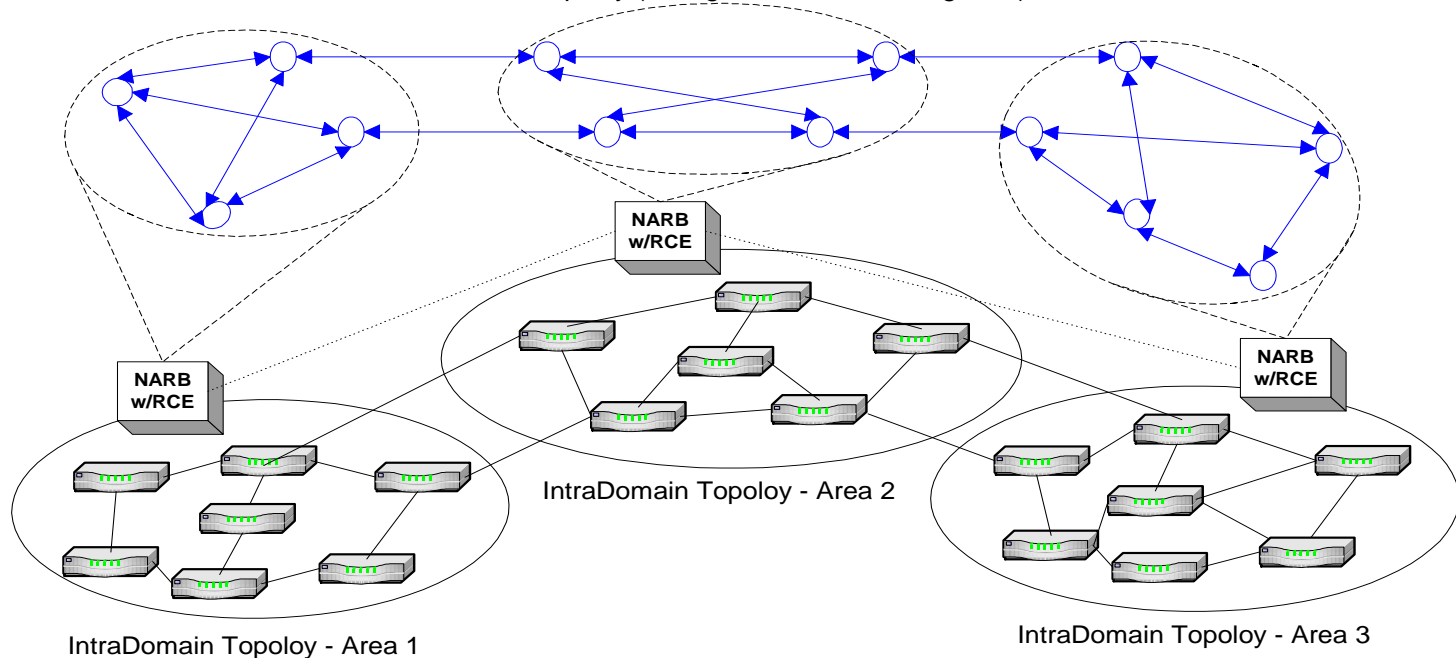 NARB
w/RCE
NARB
w/RCE
NARB
w/RCE
IntraDomain Topoloy - Area 2
IntraDomain Topoloy - Area 1
IntraDomain Topoloy - Area 3